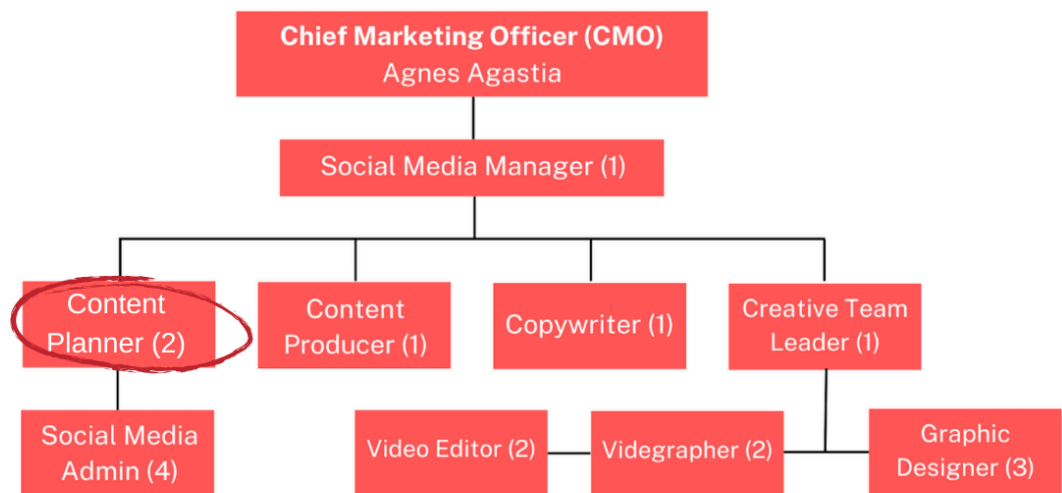 Chief Marketing Officer (CMO)
Agnes Agastia
Social Media Manager (1)
Content
Planner (2)
Content
Producer (1)
Copywriter (1)
Creative Team
Leader (1)
Social Media
Admin (4)
Video Editor (2)
Videgrapher (2)
Graphic
Designer (3)